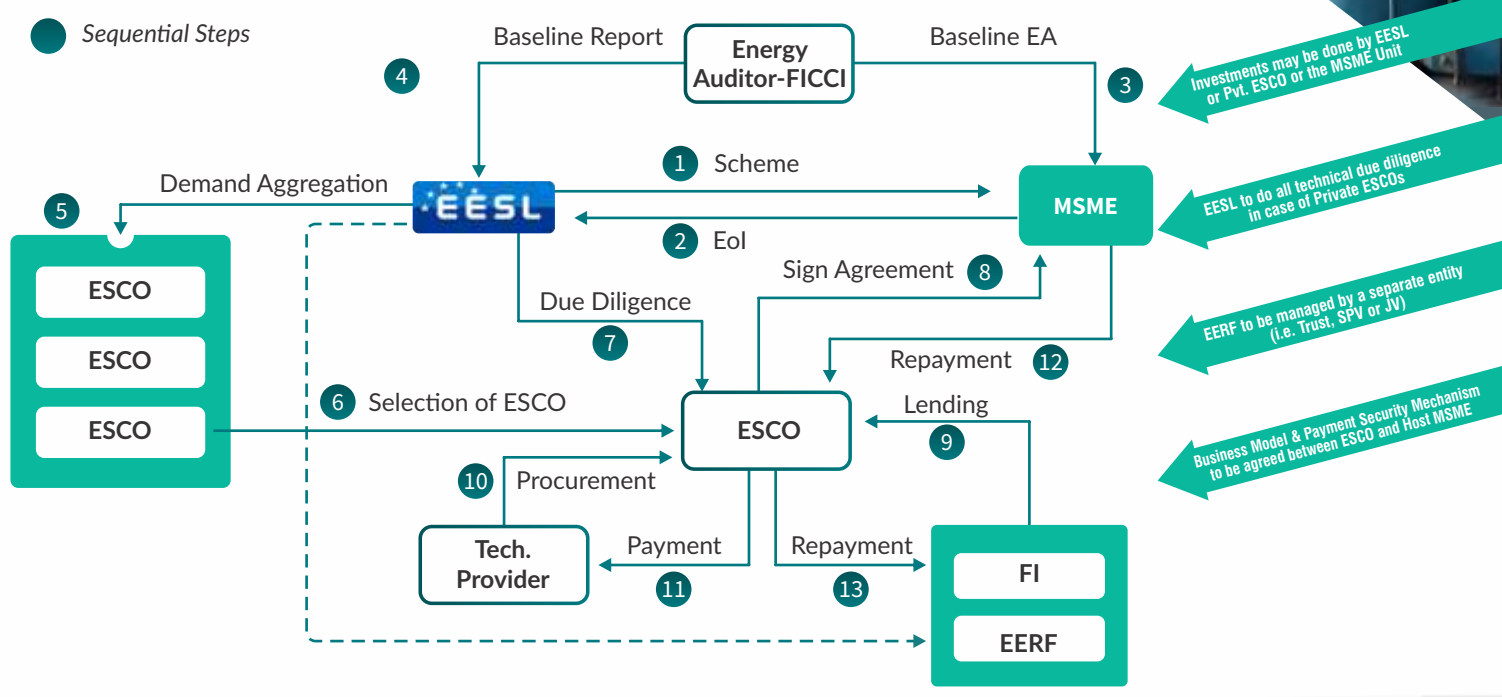 Sequential Steps
Baseline Report
Energy
Auditor-FICCI
Baseline EA
4
3
Investments may be done by EESL
or Pvt. ESCO or the MSME Unit
1 Scheme
Demand Aggregation
EESL
MSME
EESL to do all technical due diligence
in case of Private ESCOs
5
2 EoI
Sign Agreement 8
ESCO
Due Diligence
7
EERF to be managed by a separate entity
(i.e. Trust, SPV or JV)
ESCO
Repayment 12
6 Selection of ESCO
Lending
ESCO
ESCO
9
Business Model & Payment Security Mechanism
to be agreed between ESCO and Host MSME
10 Procurement
Tech.
Provider
Payment
11
Repayment
13
FI
EERF